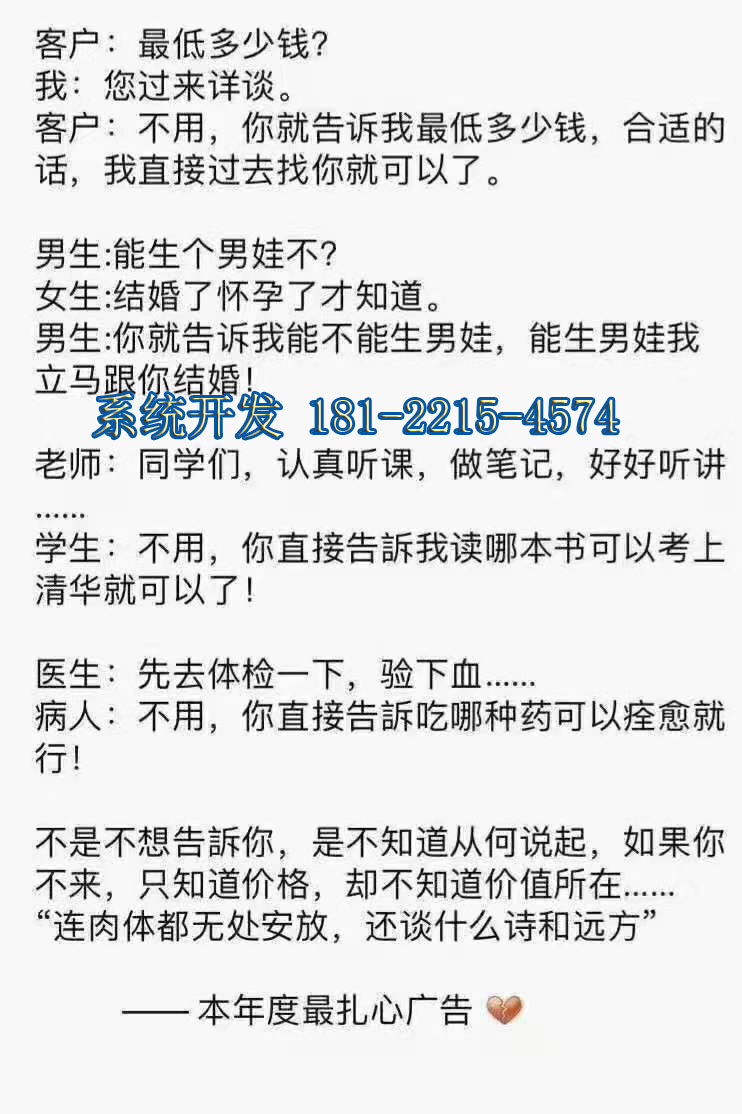 客户：最低多少钱？
我：您过来详谈。
客户：不用，你就告诉我最低多少钱，合适的
话，我直接过去找你就可以了。
男生:能生个男娃不？
女生:结婚了怀孕了才知道。
男生:你就告诉我能不能生男娃，能生男娃我
立马跟你结婚！
系统开发 181-2215-4574
老师：同学们，认真听课，做笔记，好好听讲
......
学生：不用，你直接告訴我读哪本书可以考上
清华就可以了！
医生：先去体检一下，验下血......
病人：不用，你直接告訴吃哪种药可以痊愈就
行！
不是不想告訴你，是不知道从何说起，如果你
不来，只知道价格，却不知道价值所在......
“连肉体都无处安放，还谈什么诗和远方”
—— 本年度最扎心广告 💔